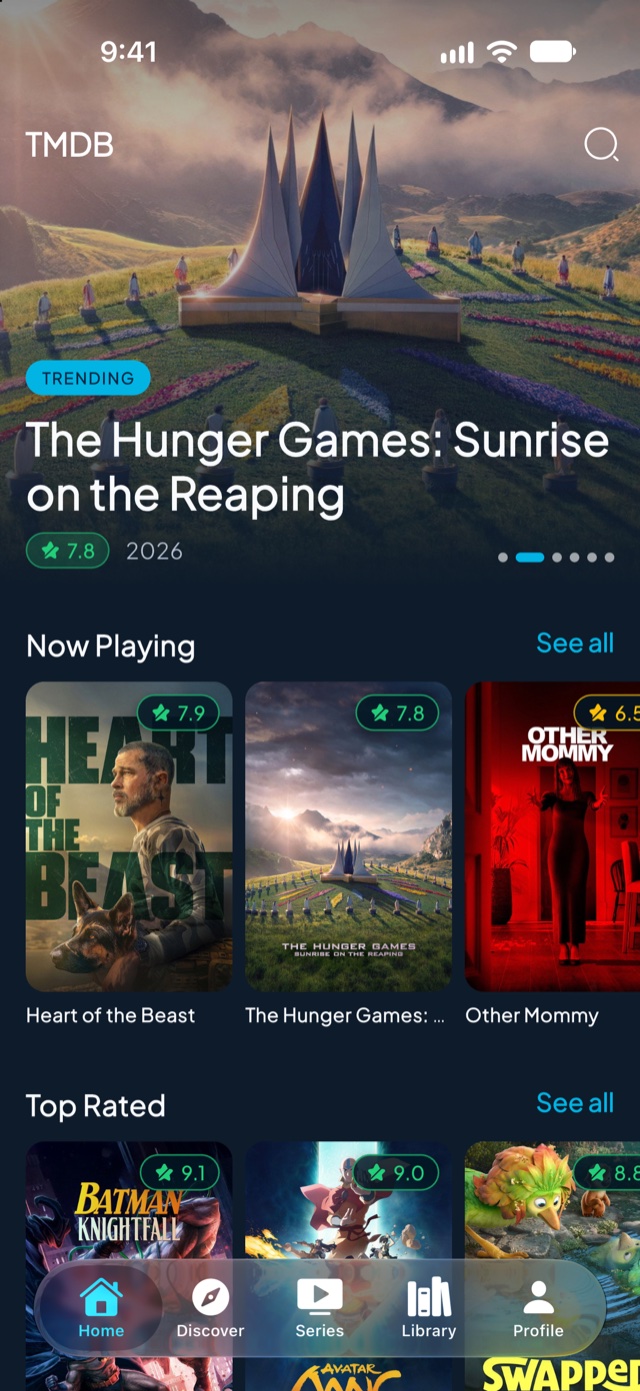 9:41
TMDB
TRENDING
The Hunger Games: Sunrise
on the Reaping
7.8 2026
Now Playing See all
7.9
7.8
6.5
HEART
OF
THE
BEAST
THE HUNGER GAMES
SUNRISE ON THE REAPING
OTHER
MOMMY
Heart of the Beast
The Hunger Games: ...
Other Mommy
Top Rated See all
9.1
9.0
8.8
BATMAN
KNIGHTFALL
Home
Discover
Series
Library
Profile
AVATAR